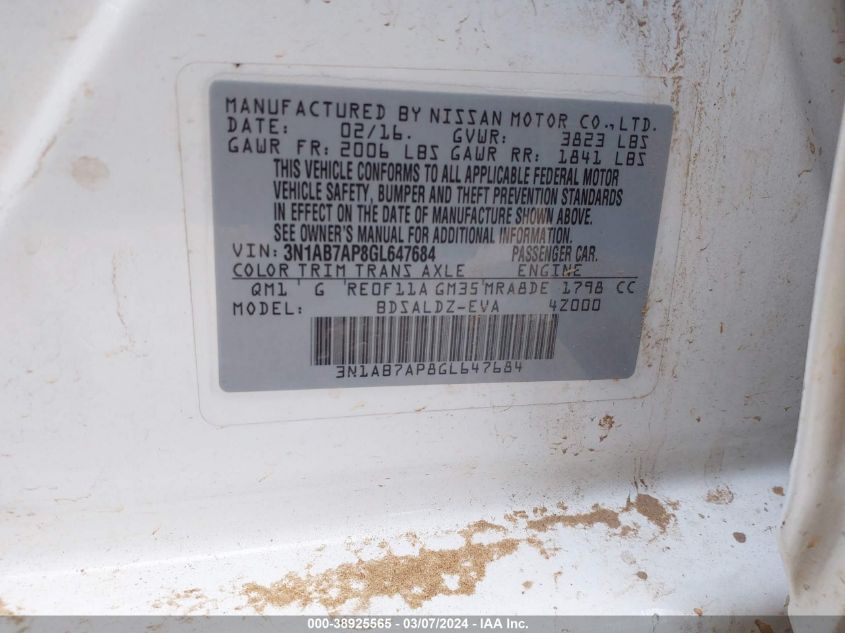 MANUFACTURED BY NISSAN MOTOR CO.,LTD.
DATE: 02/16. GVWR: 3823 LBS
GAWR FR: 2006 LBS GAWR RR: 1841 LBS
THIS VEHICLE CONFORMS TO ALL APPLICABLE FEDERAL MOTOR
VEHICLE SAFETY, BUMPER AND THEFT PREVENTION STANDARDS
IN EFFECT ON THE DATE OF MANUFACTURE SHOWN ABOVE.
SEE OWNER'S MANUAL FOR ADDITIONAL INFORMATION.
VIN: 3N1AB7AP8GL647684 PASSENGER CAR.
COLOR TRIM TRANS AXLE ENGINE
QM1 G RE0F11A GM35 MRA8DE 1798 CC
MODEL: BDSALDZ-EVA 4Z000
3N1AB7AP8GL647684
000-38925565 - 03/07/2024 - IAA, Inc.